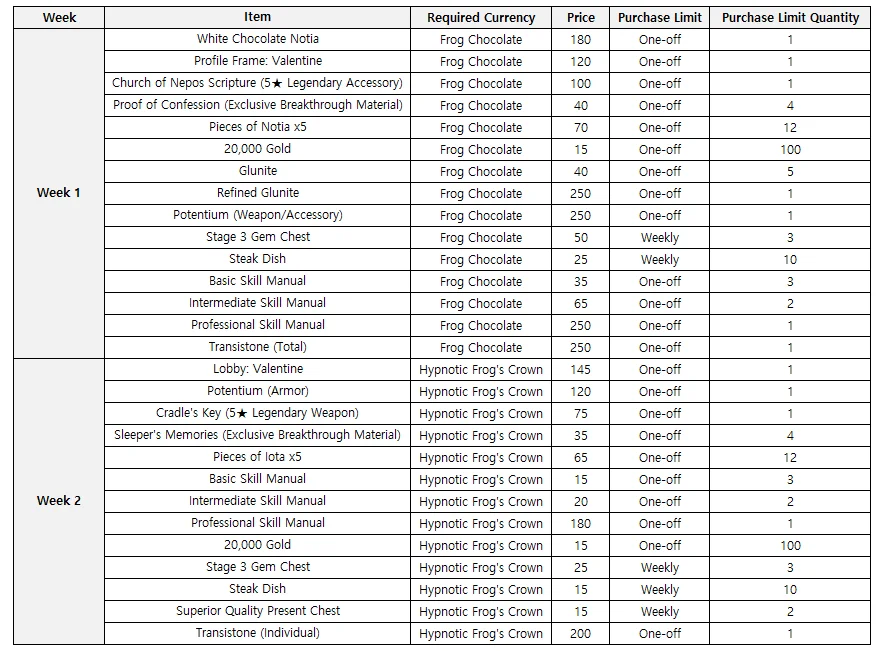 Week Item Required Currency Price Purchase Limit Purchase Limit Quantity
White Chocolate Notia Frog Chocolate 180 One-off 1
Profile Frame: Valentine Frog Chocolate 120 One-off 1
Church of Nepos Scripture (5★ Legendary Accessory) Frog Chocolate 100 One-off 1
Proof of Confession (Exclusive Breakthrough Material) Frog Chocolate 40 One-off 4
Pieces of Notia x5 Frog Chocolate 70 One-off 12
20,000 Gold Frog Chocolate 15 One-off 100
Glunite Frog Chocolate 40 One-off 5
Week 1 Refined Glunite Frog Chocolate 250 One-off 1
Potentium (Weapon/Accessory) Frog Chocolate 250 One-off 1
Stage 3 Gem Chest Frog Chocolate 50 Weekly 3
Steak Dish Frog Chocolate 25 Weekly 10
Basic Skill Manual Frog Chocolate 35 One-off 3
Intermediate Skill Manual Frog Chocolate 65 One-off 2
Professional Skill Manual Frog Chocolate 250 One-off 1
Transistone (Total) Frog Chocolate 250 One-off 1
Lobby: Valentine Hypnotic Frog's Crown 145 One-off 1
Potentium (Armor) Hypnotic Frog's Crown 120 One-off 1
Cradle's Key (5★ Legendary Weapon) Hypnotic Frog's Crown 75 One-off 1
Sleeper's Memories (Exclusive Breakthrough Material) Hypnotic Frog's Crown 35 One-off 4
Pieces of Iota x5 Hypnotic Frog's Crown 65 One-off 12
Basic Skill Manual Hypnotic Frog's Crown 15 One-off 3
Week 2 Intermediate Skill Manual Hypnotic Frog's Crown 20 One-off 2
Professional Skill Manual Hypnotic Frog's Crown 180 One-off 1
20,000 Gold Hypnotic Frog's Crown 15 One-off 100
Stage 3 Gem Chest Hypnotic Frog's Crown 25 Weekly 3
Steak Dish Hypnotic Frog's Crown 15 Weekly 10
Superior Quality Present Chest Hypnotic Frog's Crown 15 Weekly 2
Transistone (Individual) Hypnotic Frog's Crown 200 One-off 1